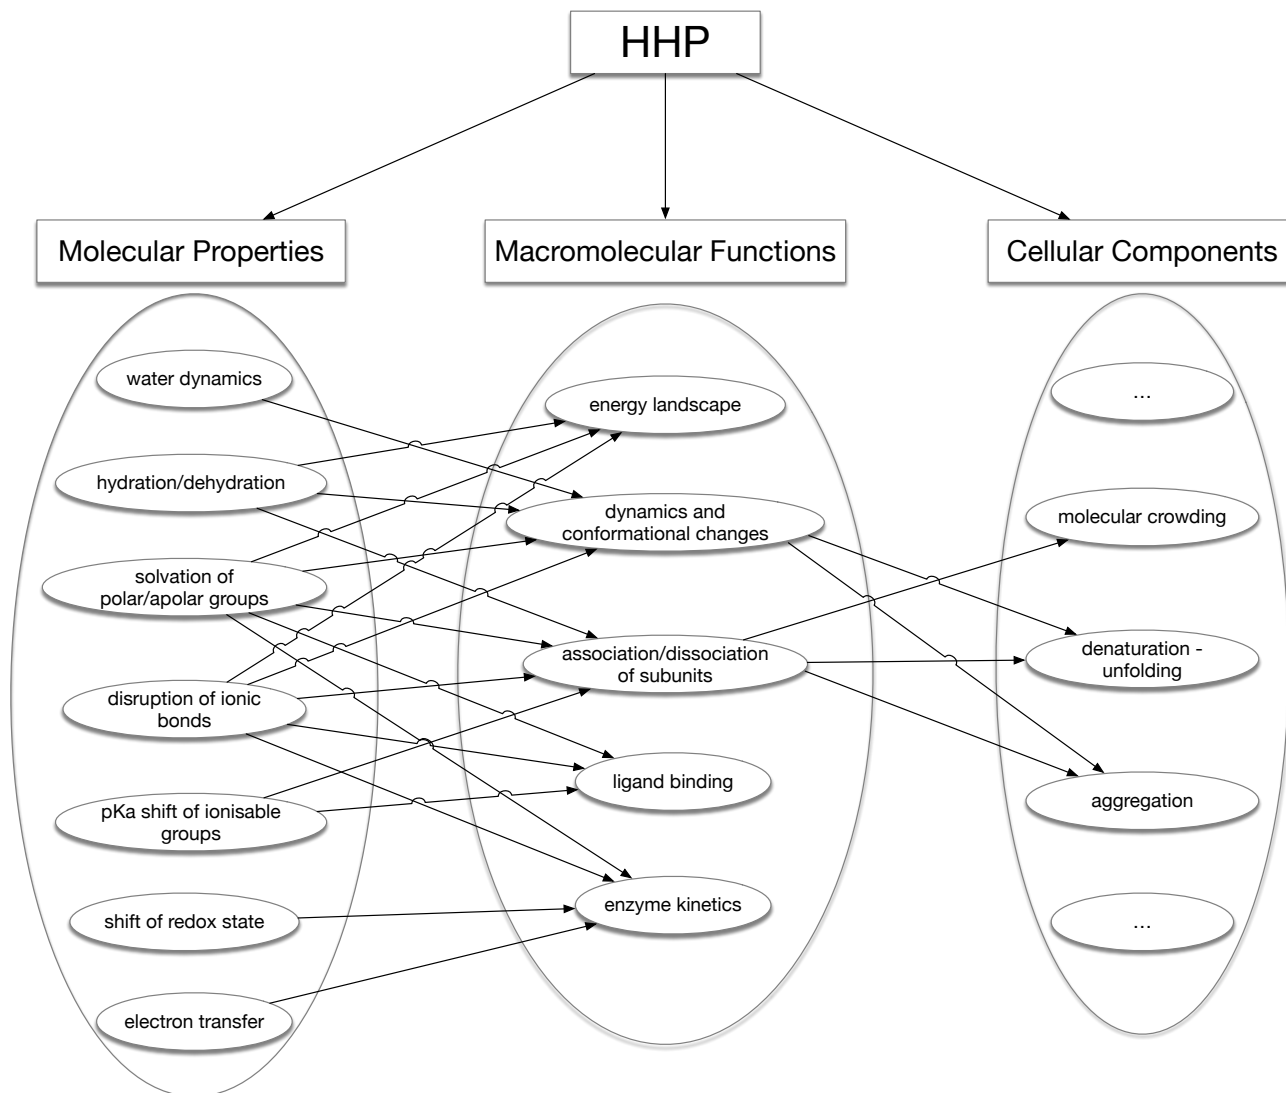 HHP
Molecular Properties
Macromolecular Functions
Cellular Components
water dynamics
hydration/dehydration
solvation of
polar/apolar groups
disruption of ionic
bonds
pKa shift of ionisable
groups
shift of redox state
electron transfer
energy landscape
dynamics and
conformational changes
association/dissociation
of subunits
ligand binding
enzyme kinetics
...
molecular crowding
denaturation -
unfolding
aggregation
...